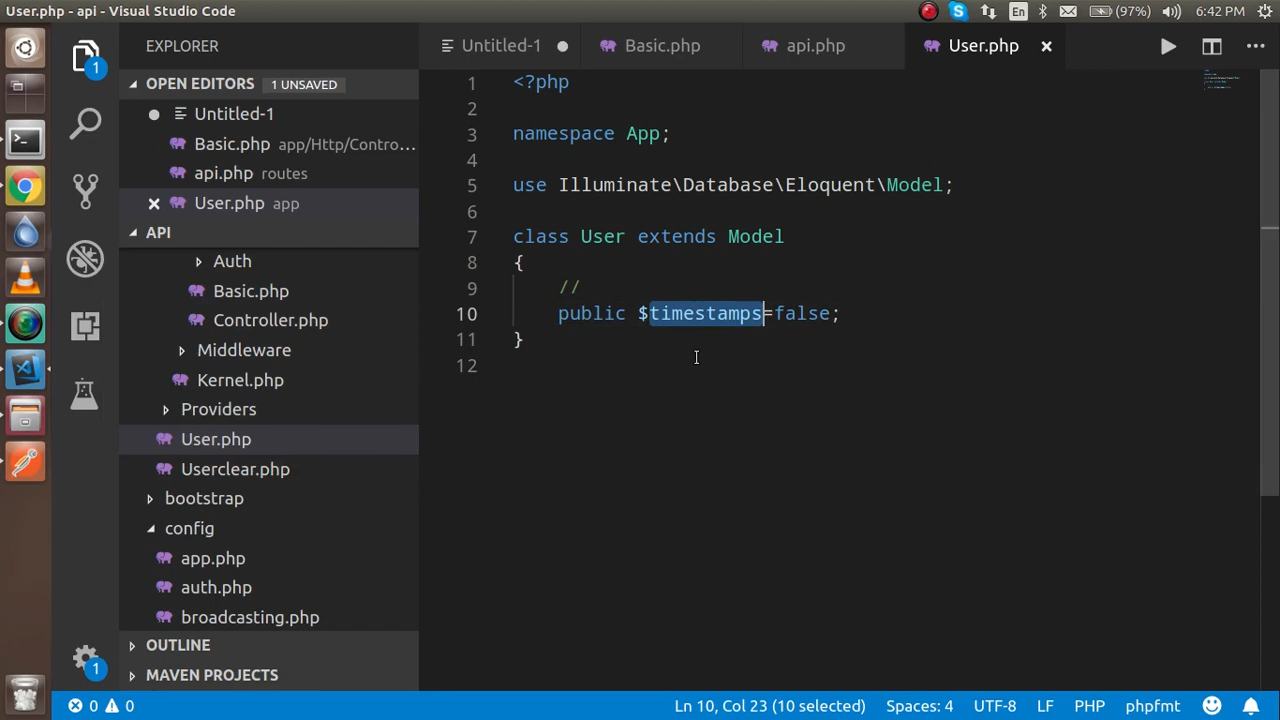 User.php - api - Visual Studio Code
En
(97%)
6:42 PM
EXPLORER
OPEN EDITORS
1 UNSAVED
Untitled-1
Basic.php app/Http/Contro...
api.php routes
User.php app
API
Auth
Basic.php
Controller.php
Middleware
Kernel.php
Providers
User.php
Userclear.php
bootstrap
config
app.php
auth.php
broadcasting.php
OUTLINE
MAVEN PROJECTS
1
1
Untitled-1
Basic.php
api.php
User.php
1 <?php
2
3 namespace App;
4
5 use Illuminate\Database\Eloquent\Model;
6
7 class User extends Model
8 {
9 //
10 public $timestamps=false;
11 }
12
0 0
Ln 10, Col 23 (10 selected)
Spaces: 4
UTF-8
LF
PHP
phpfmt